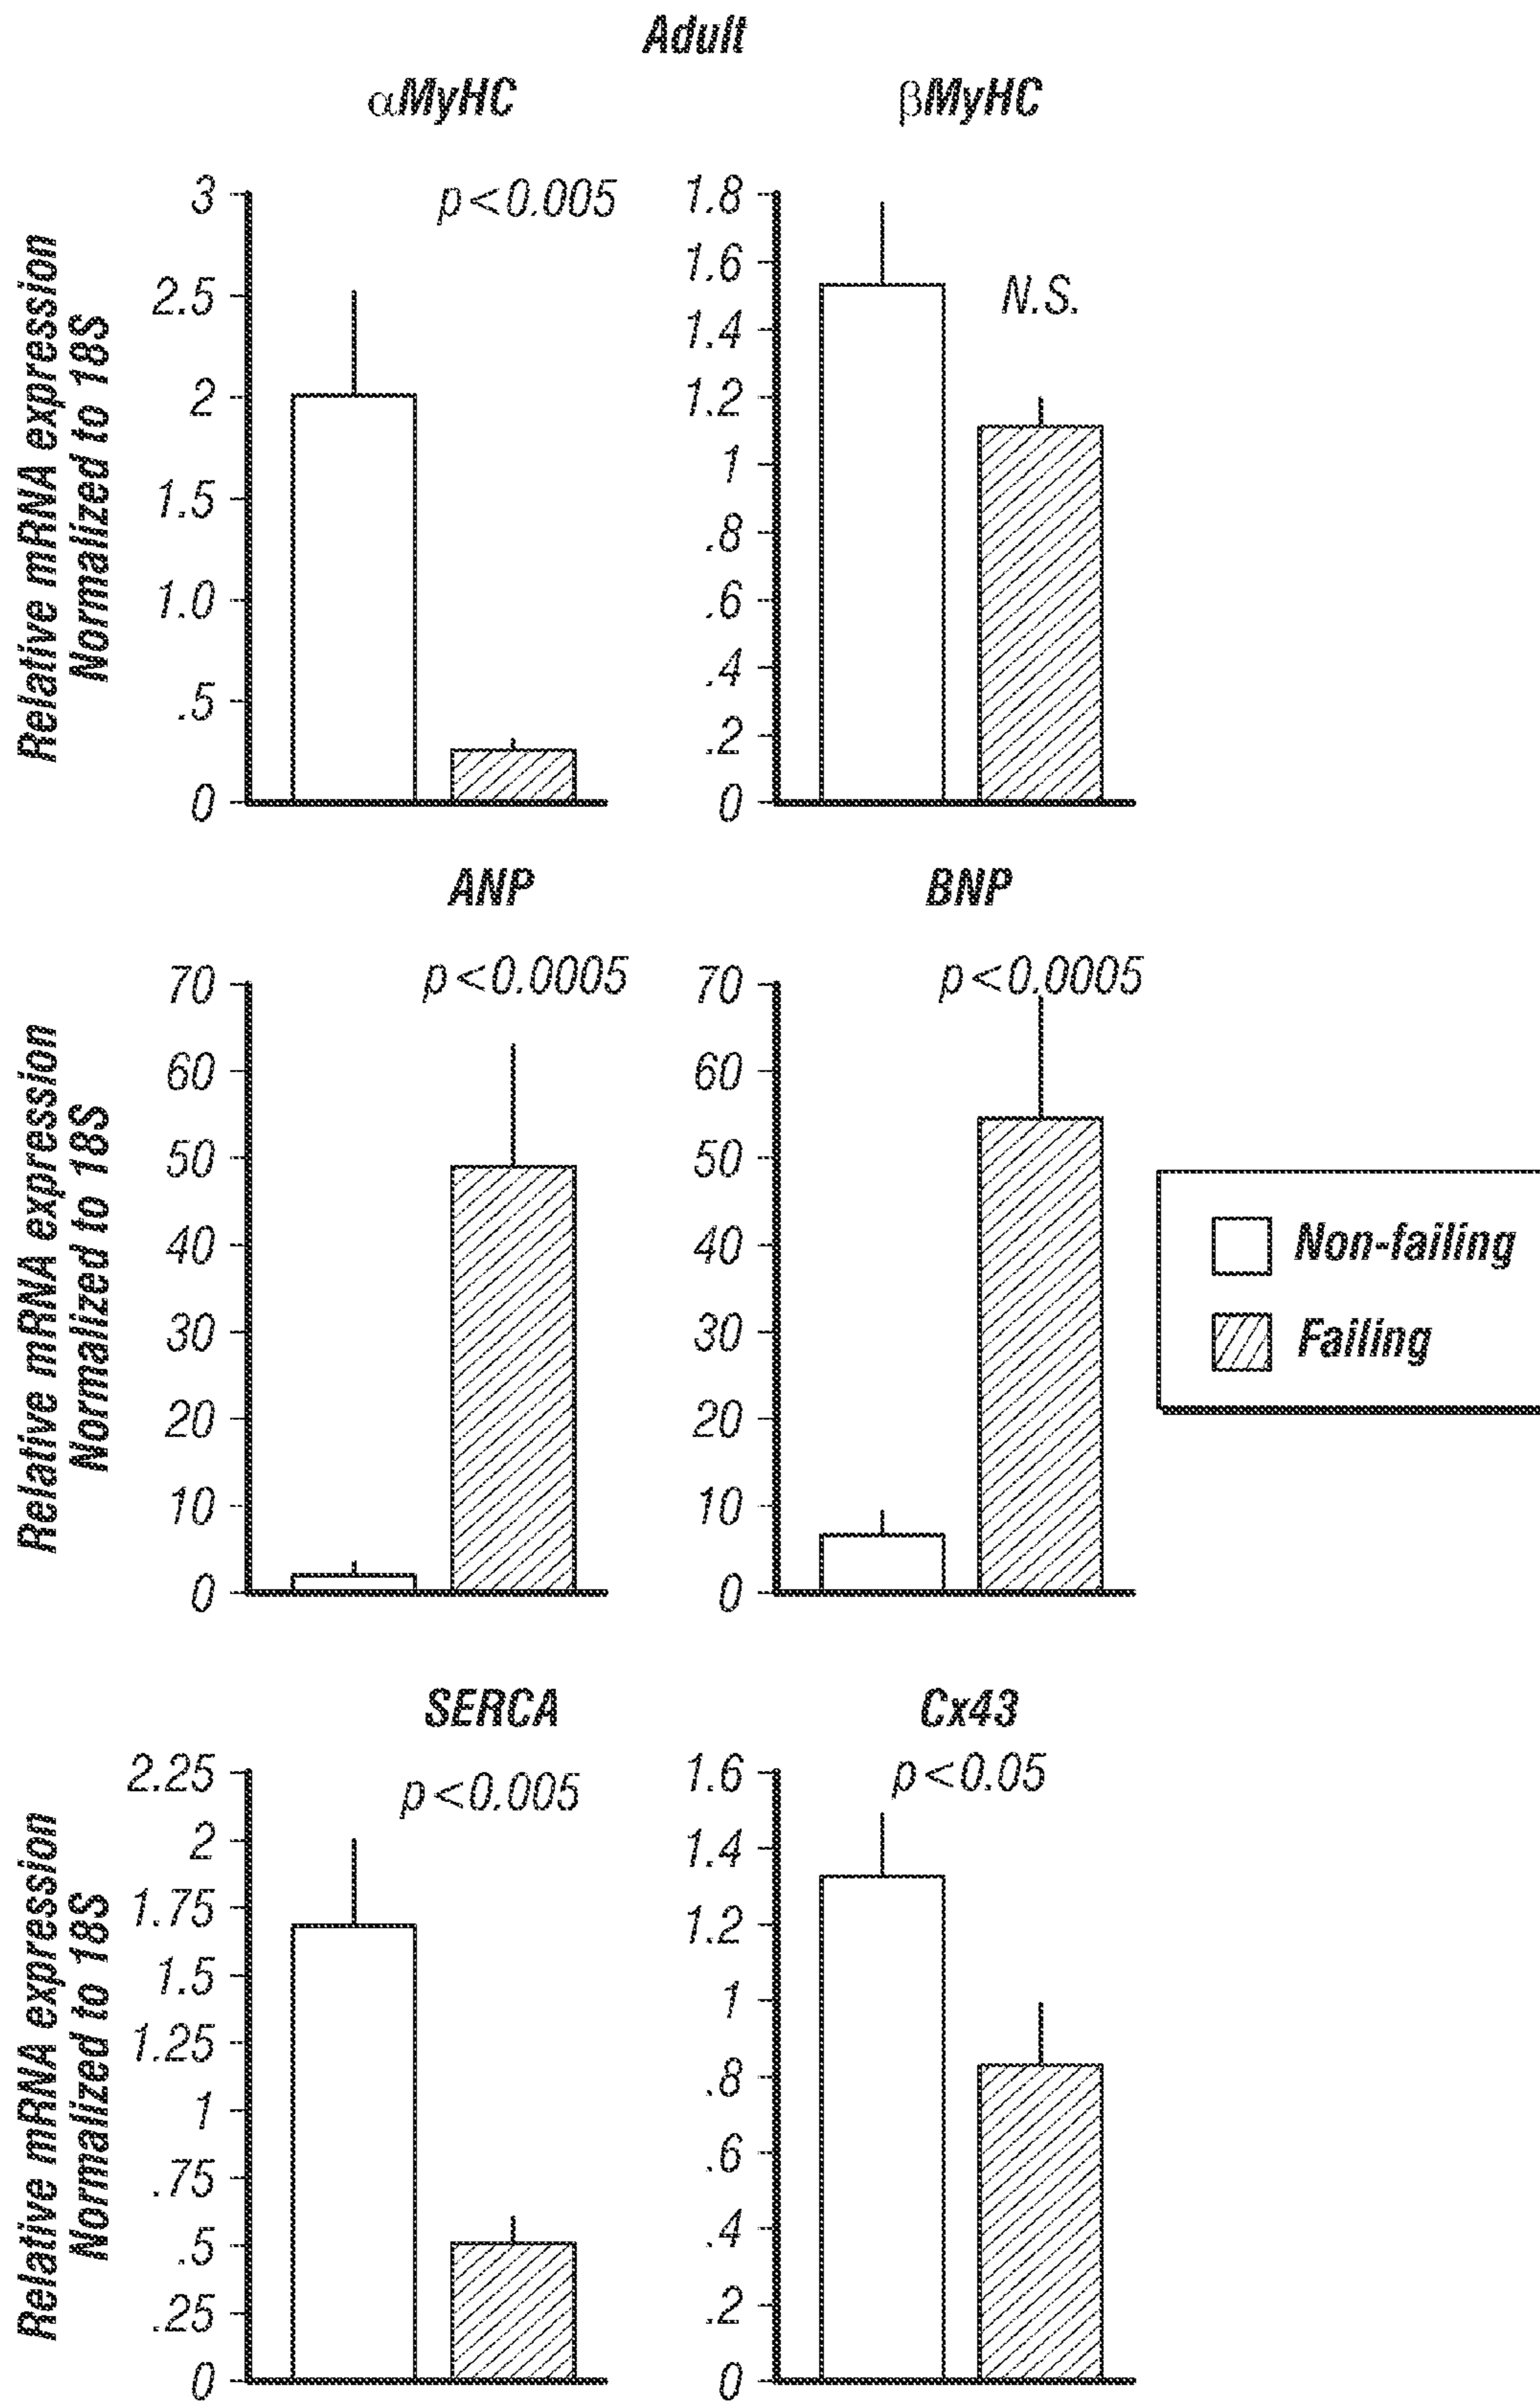 Adult
αMyHC
βMyHC
Relative mRNA expression
Normalized to 18S
3
2.5
2
1.5
1.0
.5
0
p<0.005
1.8
1.6
1.4
1.2
1
.8
.6
.4
.2
0
N.S.
ANP
BNP
Relative mRNA expression
Normalized to 18S
70
60
50
40
30
20
10
0
p<0.0005
70
60
50
40
30
20
10
0
p<0.0005
Non-failing
Failing
SERCA
Cx43
Relative mRNA expression
Normalized to 18S
2.25
2
1.75
1.5
1.25
1
.75
.5
.25
0
p<0.005
1.6
1.4
1.2
1
.8
.6
.4
.2
0
p<0.05